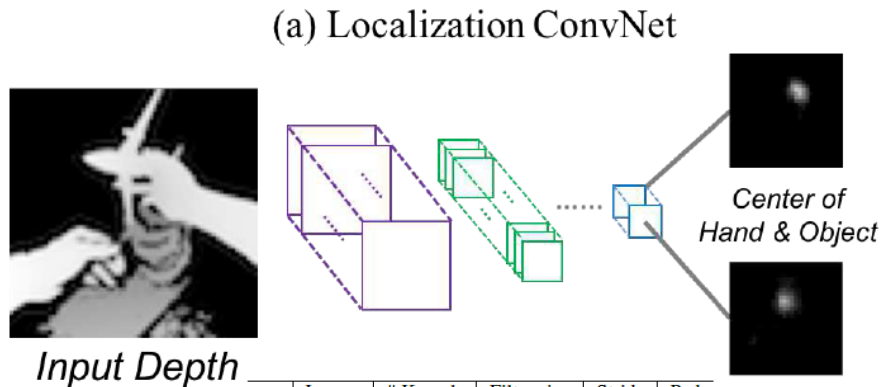 (a) Localization ConvNet
Center of
Hand & Object
Input Depth